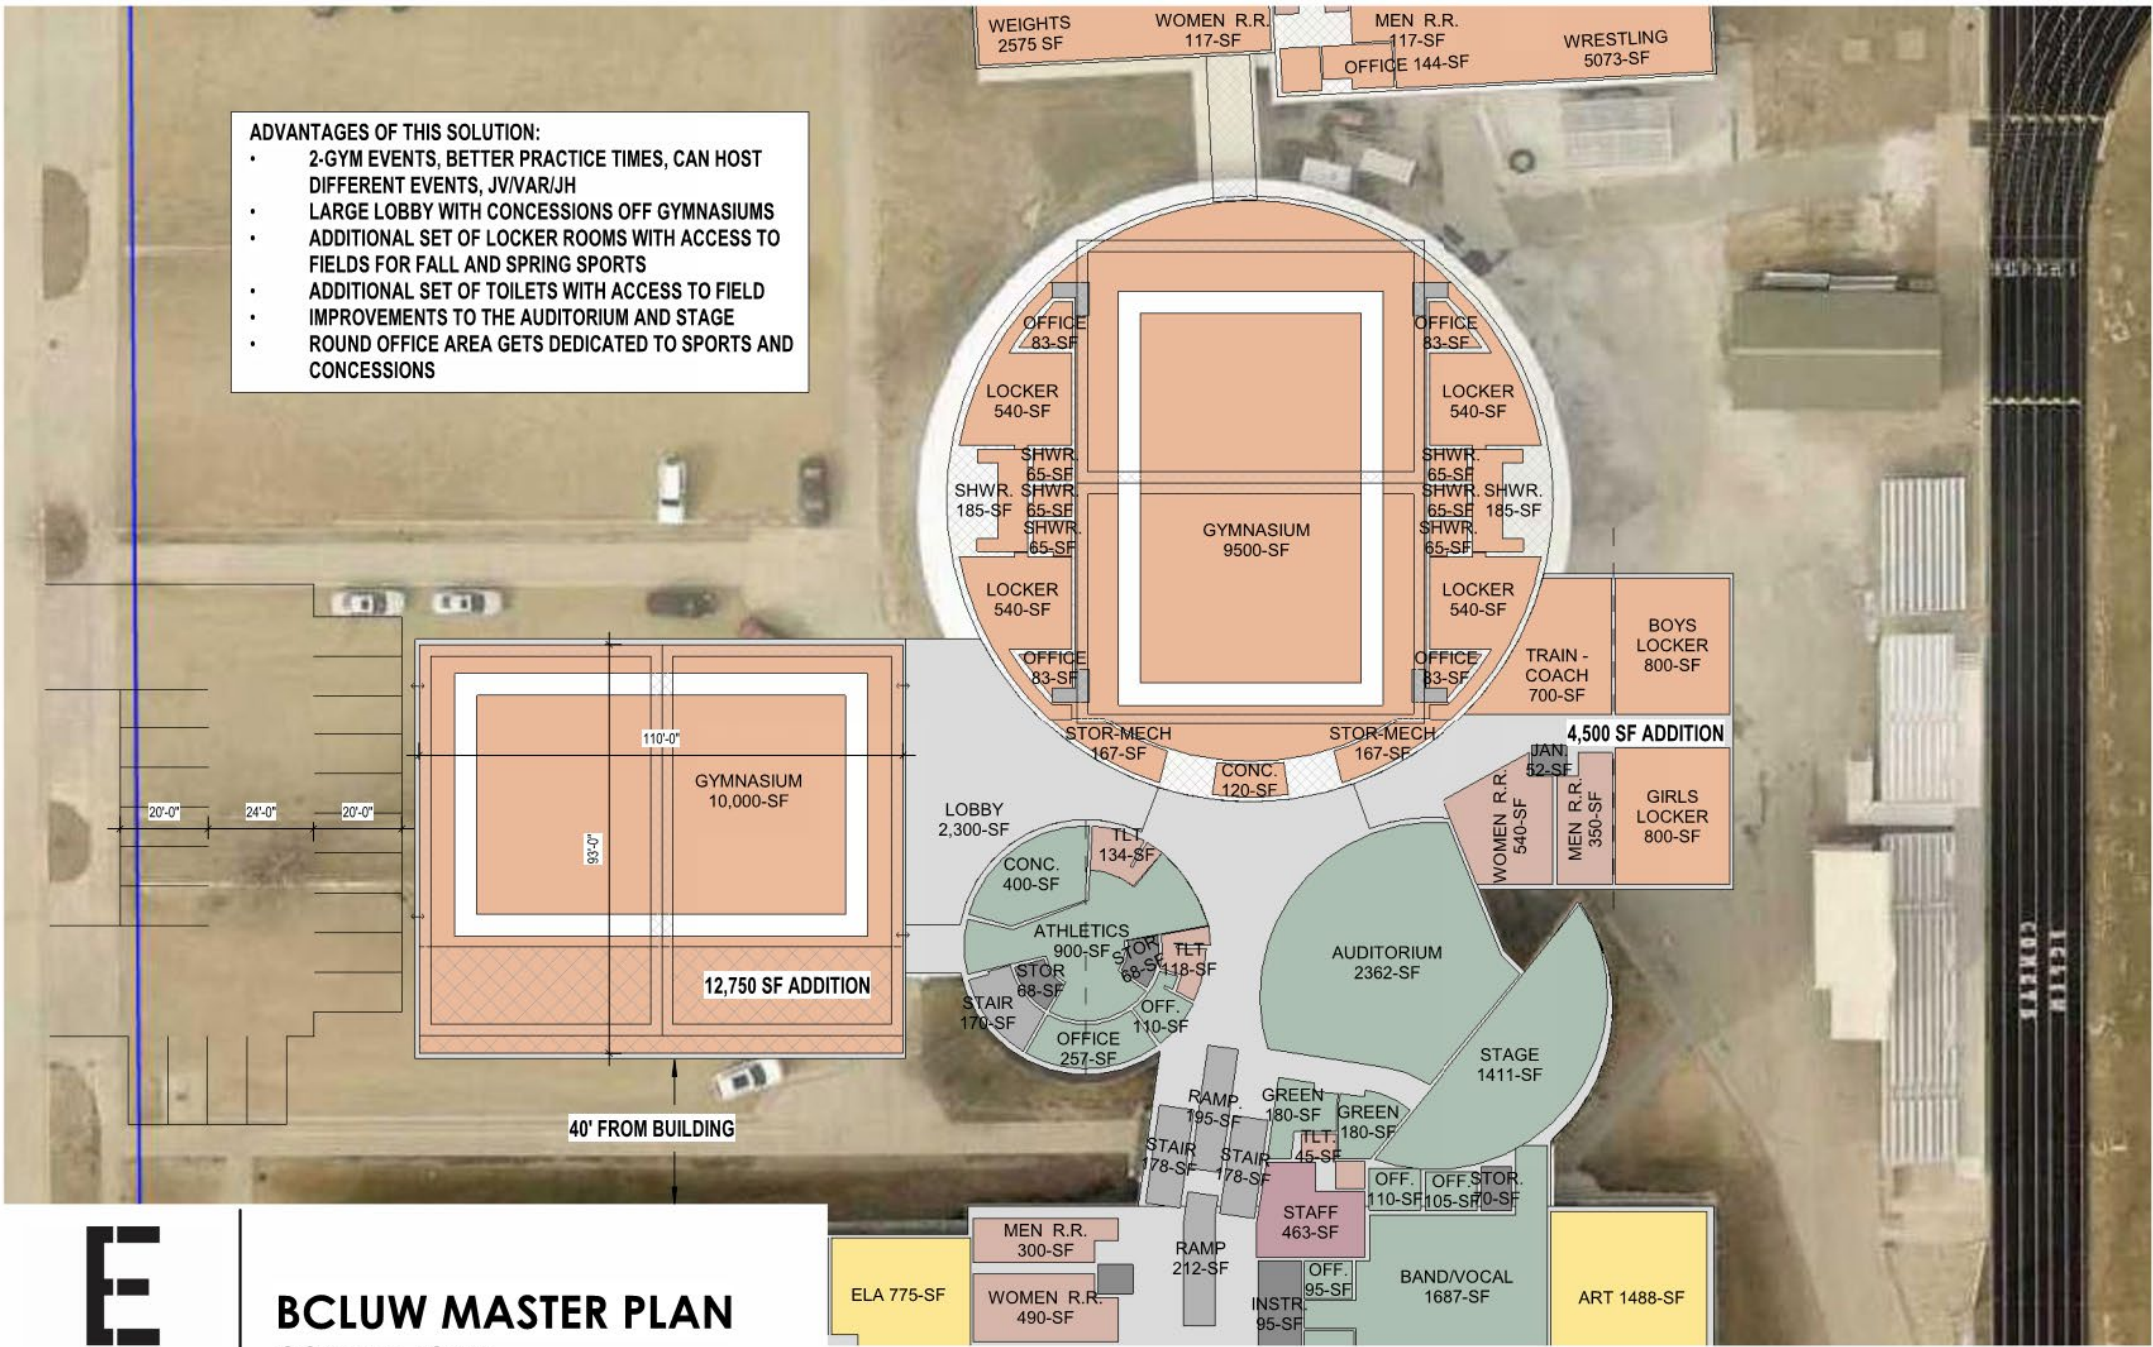 WEIGHTS
2575 SF
WOMEN R.R.
117-SF
MEN R.R.
117-SF
OFFICE 144-SF
WRESTLING
5073-SF
ADVANTAGES OF THIS SOLUTION:
• 2-GYM EVENTS, BETTER PRACTICE TIMES, CAN HOST
DIFFERENT EVENTS, JV/VAR/JH
• LARGE LOBBY WITH CONCESSIONS OFF GYMNASIUMS
• ADDITIONAL SET OF LOCKER ROOMS WITH ACCESS TO
FIELDS FOR FALL AND SPRING SPORTS
• ADDITIONAL SET OF TOILETS WITH ACCESS TO FIELD
• IMPROVEMENTS TO THE AUDITORIUM AND STAGE
• ROUND OFFICE AREA GETS DEDICATED TO SPORTS AND
CONCESSIONS
OFFICE
83-SF
OFFICE
83-SF
LOCKER
540-SF
LOCKER
540-SF
SHWR.
65-SF
SHWR.
65-SF
SHWR.
185-SF
SHWR.
65-SF
SHWR.
65-SF
SHWR.
185-SF
SHWR.
65-SF
SHWR.
65-SF
GYMNASIUM
9500-SF
LOCKER
540-SF
LOCKER
540-SF
OFFICE
83-SF
OFFICE
83-SF
TRAIN -
COACH
700-SF
BOYS
LOCKER
800-SF
STOR-MECH
167-SF
STOR-MECH
167-SF
4,500 SF ADDITION
CONC.
120-SF
JAN.
52-SF
WOMEN R.R.
540-SF
MEN R.R.
350-SF
GIRLS
LOCKER
800-SF
110'-0"
GYMNASIUM
10,000-SF
93'-0"
20'-0"
24'-0"
20'-0"
12,750 SF ADDITION
LOBBY
2,300-SF
TLT.
134-SF
CONC.
400-SF
ATHLETICS
900-SF
STOR
68-SF
TLT.
118-SF
STOR
68-SF
STAIR
170-SF
OFF.
110-SF
OFFICE
257-SF
AUDITORIUM
2362-SF
STAGE
1411-SF
40' FROM BUILDING
RAMP.
195-SF
STAIR
178-SF
STAIR
178-SF
GREEN
180-SF
GREEN
180-SF
TLT.
45-SF
OFF.
110-SF
OFF.
105-SF
STOR.
70-SF
STAFF
463-SF
MEN R.R.
300-SF
RAMP
212-SF
OFF.
95-SF
BAND/VOCAL
1687-SF
ART 1488-SF
ELA 775-SF
WOMEN R.R.
490-SF
INSTR.
95-SF
E
BCLUW MASTER PLAN